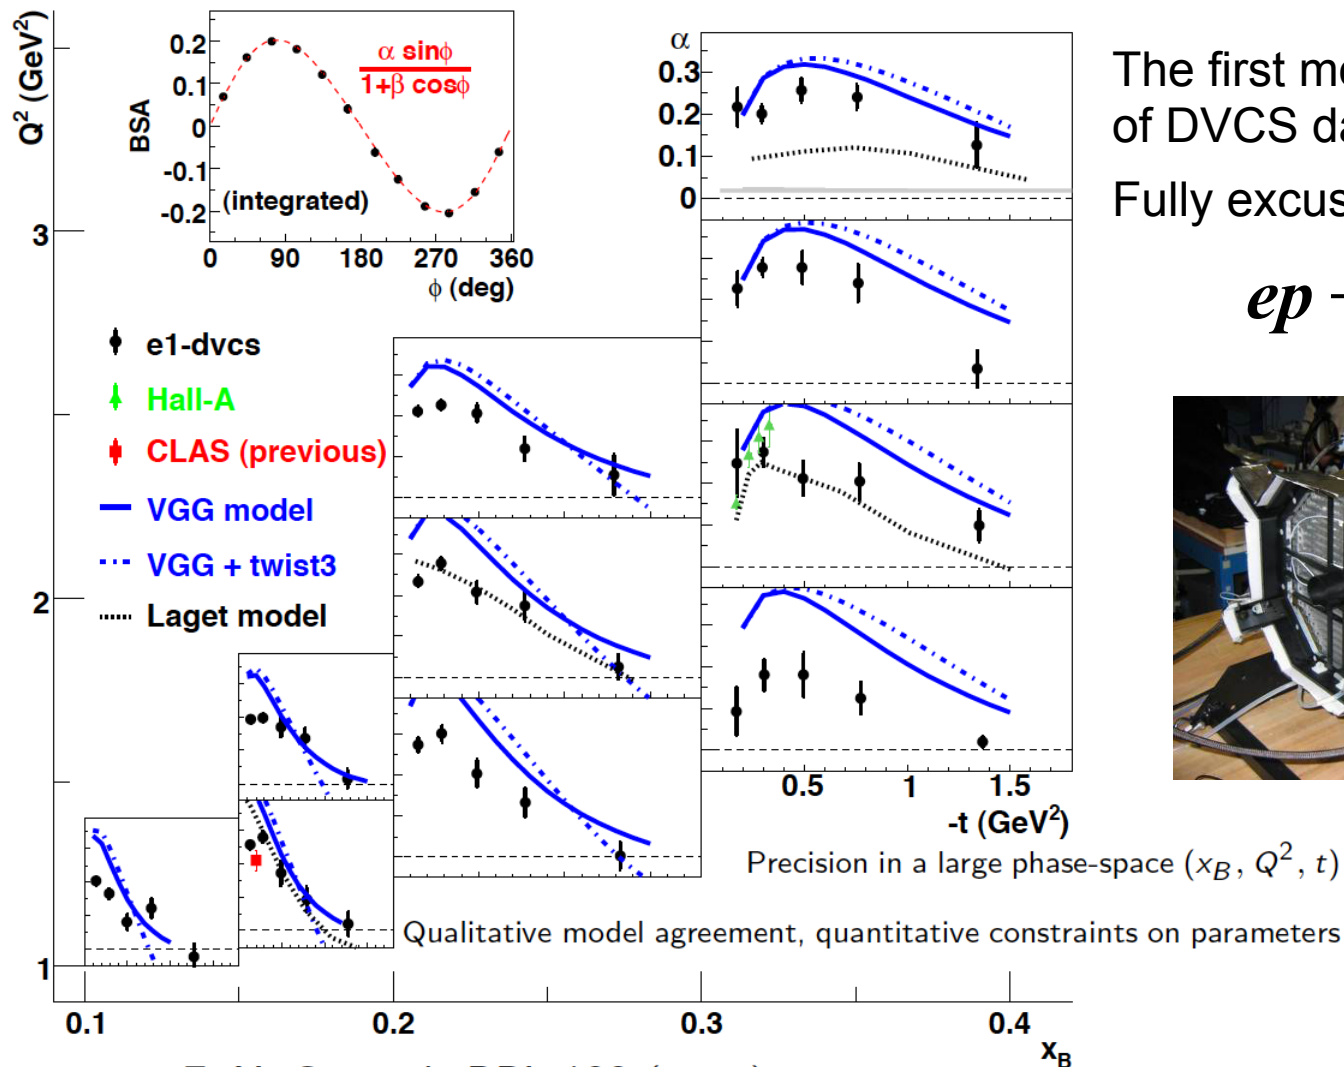 Q² (GeV²)
3
2
1
0.1
0.2
0.3
0.4
x_B
BSA
0.2
0.1
0
-0.1
-0.2
α sinϕ
1+β cosϕ
(integrated)
0 90 180 270 360
ϕ (deg)
e1-dvcs
Hall-A
CLAS (previous)
VGG model
VGG + twist3
Laget model
α
0.3
0.2
0.1
0
0.5 1 1.5
-t (GeV²)
The first
of DVCS
Fully
ep
Precision in a large phase-space (x_B, Q², t)
Qualitative model agreement, quantitative constraints on parameters